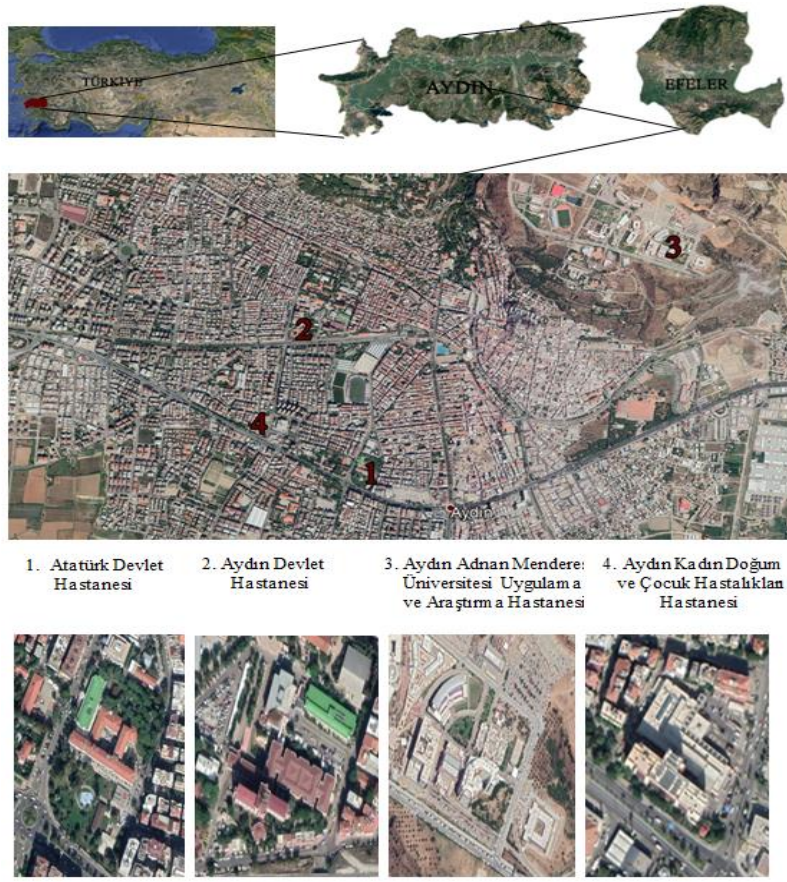 TÜRKİYE
AYDIN
EFELER
3
2
4
1
Aydın
1. Atatürk Devlet
Hastanesi
2. Aydın Devlet
Hastanesi
3. Aydın Adnan Menderes
Üniversitesi Uygulama
ve Araştırma Hastanesi
4. Aydın Kadın Doğum
ve Çocuk Hastalıkları
Hastanesi